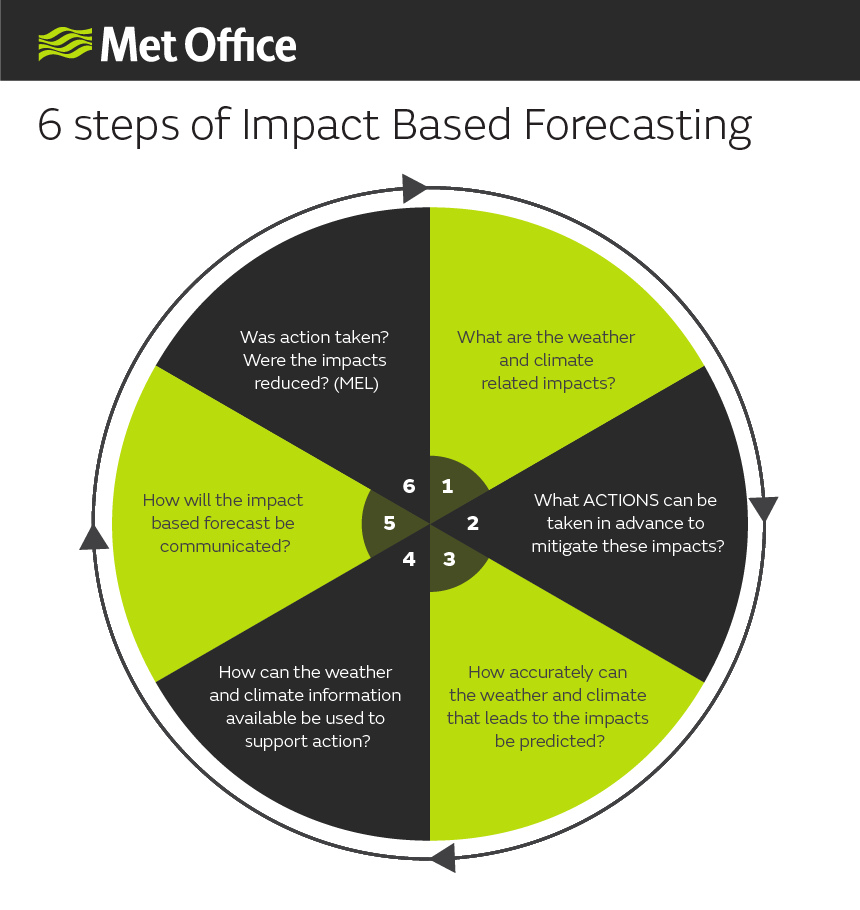 Met Office
6 steps of Impact Based Forecasting
1
What are the weather
and climate
related impacts?
2
What ACTIONS can be
taken in advance to
mitigate these impacts?
3
How accurately can
the weather and climate
that leads to the impacts
be predicted?
4
How can the weather
and climate information
available be used to
support action?
5
How will the impact
based forecast be
communicated?
6
Was action taken?
Were the impacts
reduced? (MEL)